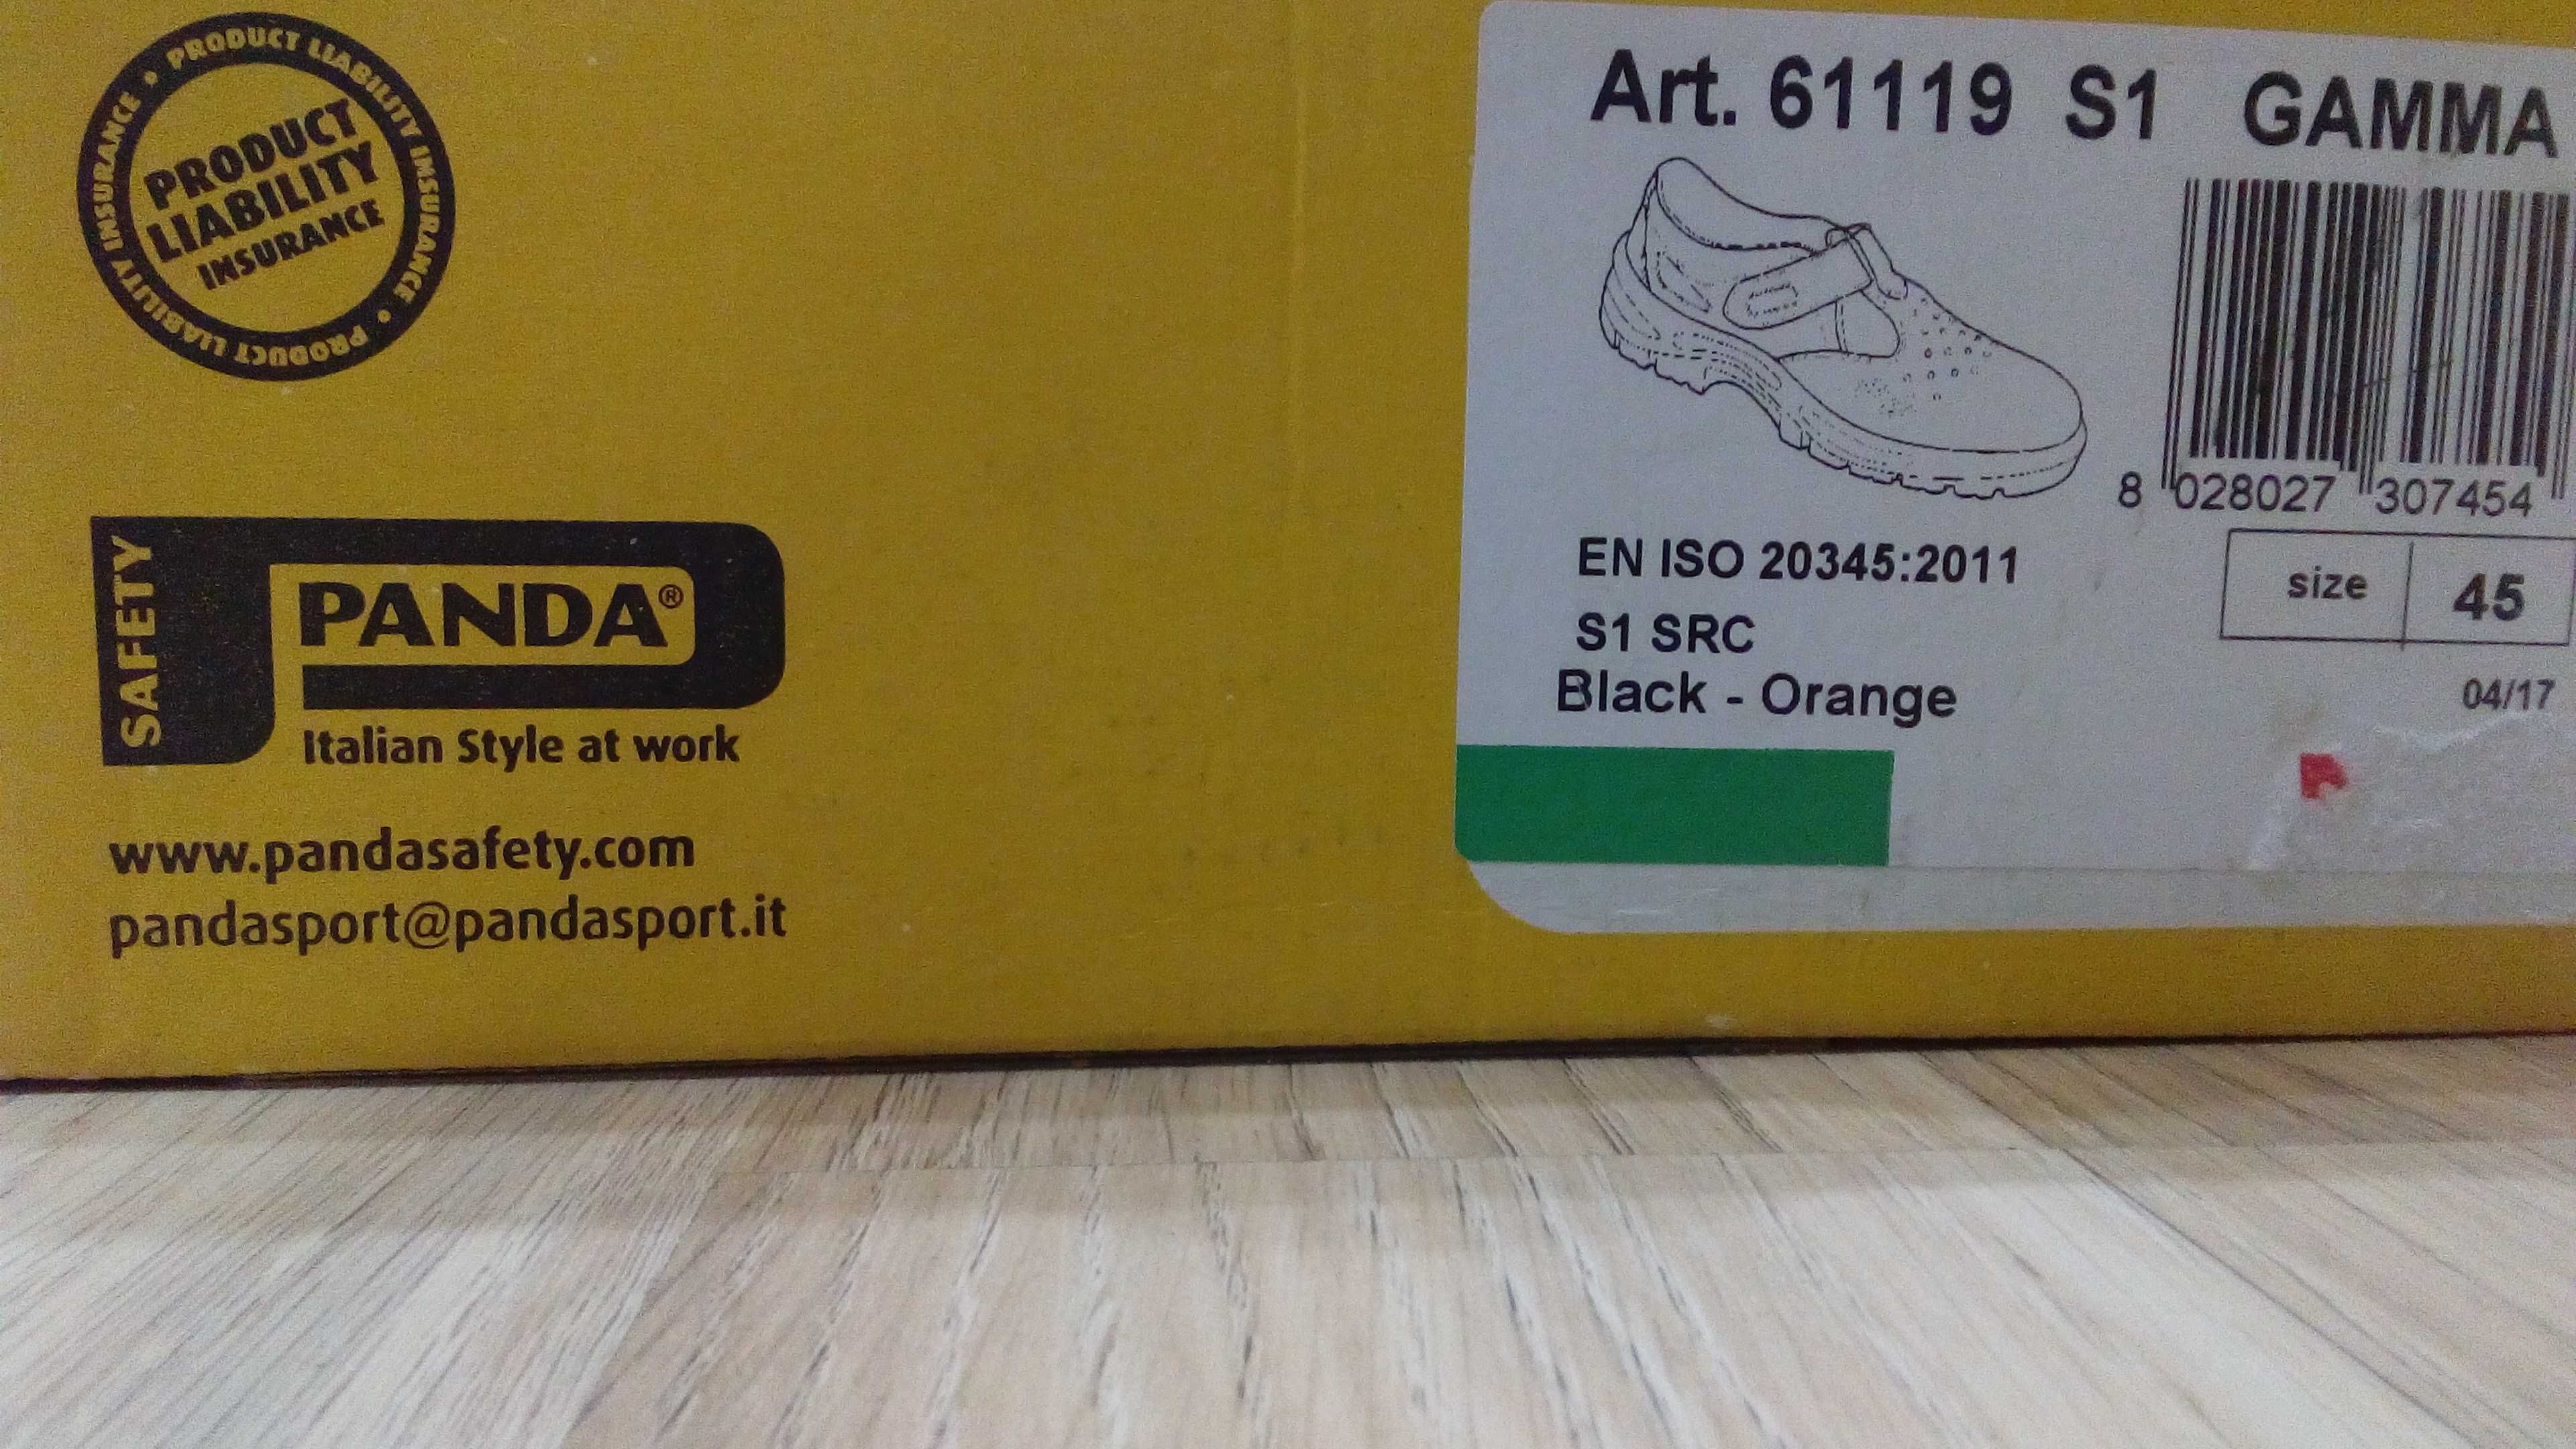 PRODUCT LIABILITY INSURANCE • PRODUCT LIABILITY INSURANCE •
PRODUCT
LIABILITY
INSURANCE
SAFETY
PANDA®
Italian Style at work
www.pandasafety.com
pandasport@pandasport.it
Art. 61119 S1 GAMMA
8 028027 307454
EN ISO 20345:2011
S1 SRC
Black - Orange
size 45
04/17